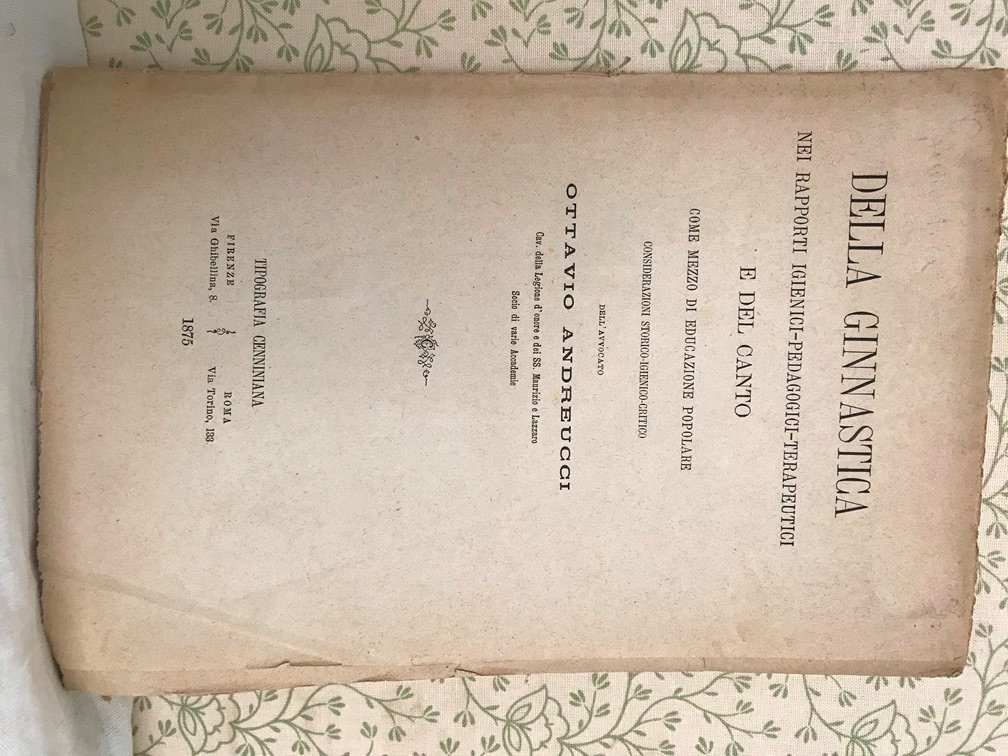 DELLA GINNASTICA
NEI RAPPORTI IGIENICI-PEDAGOGICI-TERAPEUTICI
E DEL CANTO
COME MEZZO DI EDUCAZIONE POPOLARE
CONSIDERAZIONI STORICO-IGIENICO-CRITICO
DELL'AVVOCATO
OTTAVIO ANDREUCCI
Cav. della Legione d'onore e dei SS. Maurizio e Lazzaro
Socio di varie Accademie
TIPOGRAFIA CENNINIANA
FIRENZE ROMA
Via Ghibellina, 8. Via Torino, 133.
1875